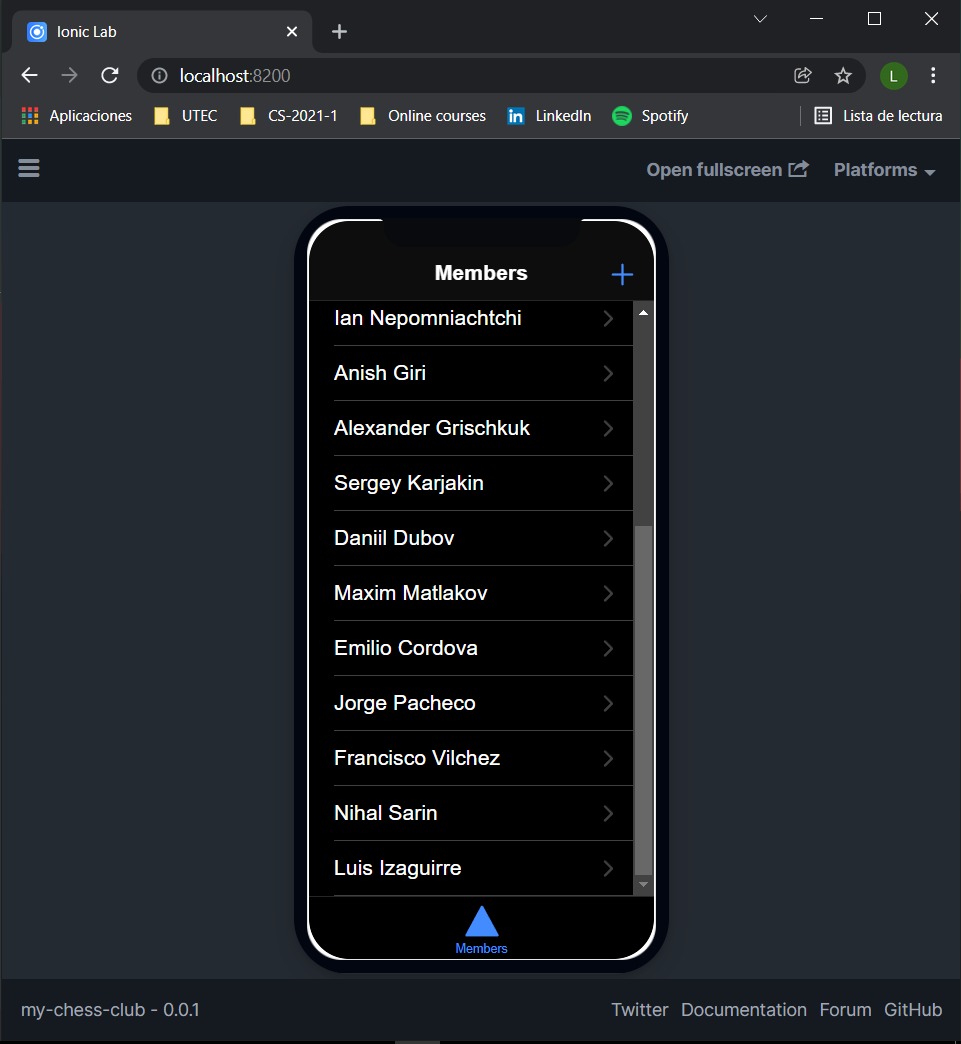 Ionic Lab
localhost:8200
L
Aplicaciones UTEC CS-2021-1 Online courses LinkedIn Spotify Lista de lectura
Open fullscreen Platforms
Members
Ian Nepomniachtchi
Anish Giri
Alexander Grischkuk
Sergey Karjakin
Daniil Dubov
Maxim Matlakov
Emilio Cordova
Jorge Pacheco
Francisco Vilchez
Nihal Sarin
Luis Izaguirre
Members
my-chess-club - 0.0.1 Twitter Documentation Forum GitHub